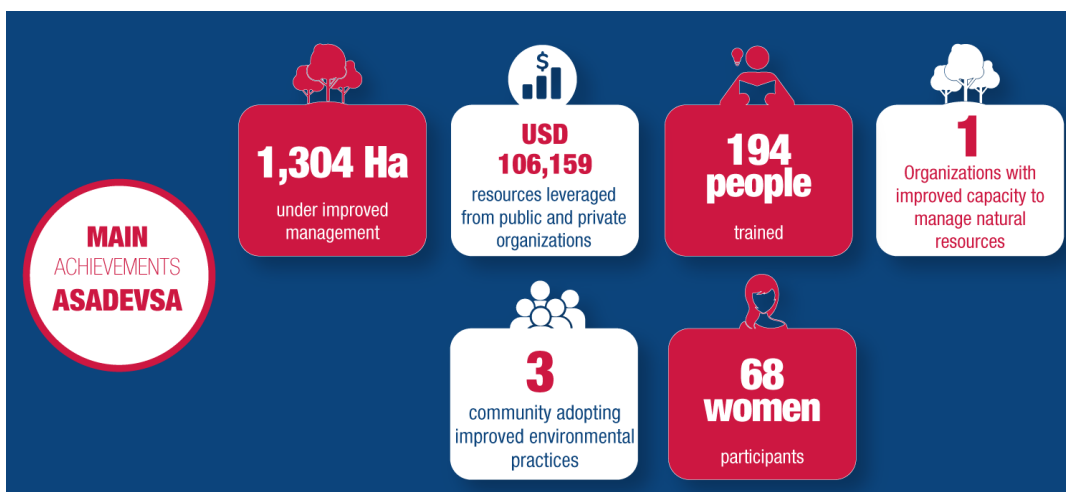 MAIN
ACHIEVEMENTS
ASADEVSA
1,304 Ha
under improved
management
$
USD
106,159
resources leveraged
from public and private
organizations
194
people
trained
1
Organizations with
improved capacity to
manage natural
resources
3
community adopting
improved environmental
practices
68
women
participants